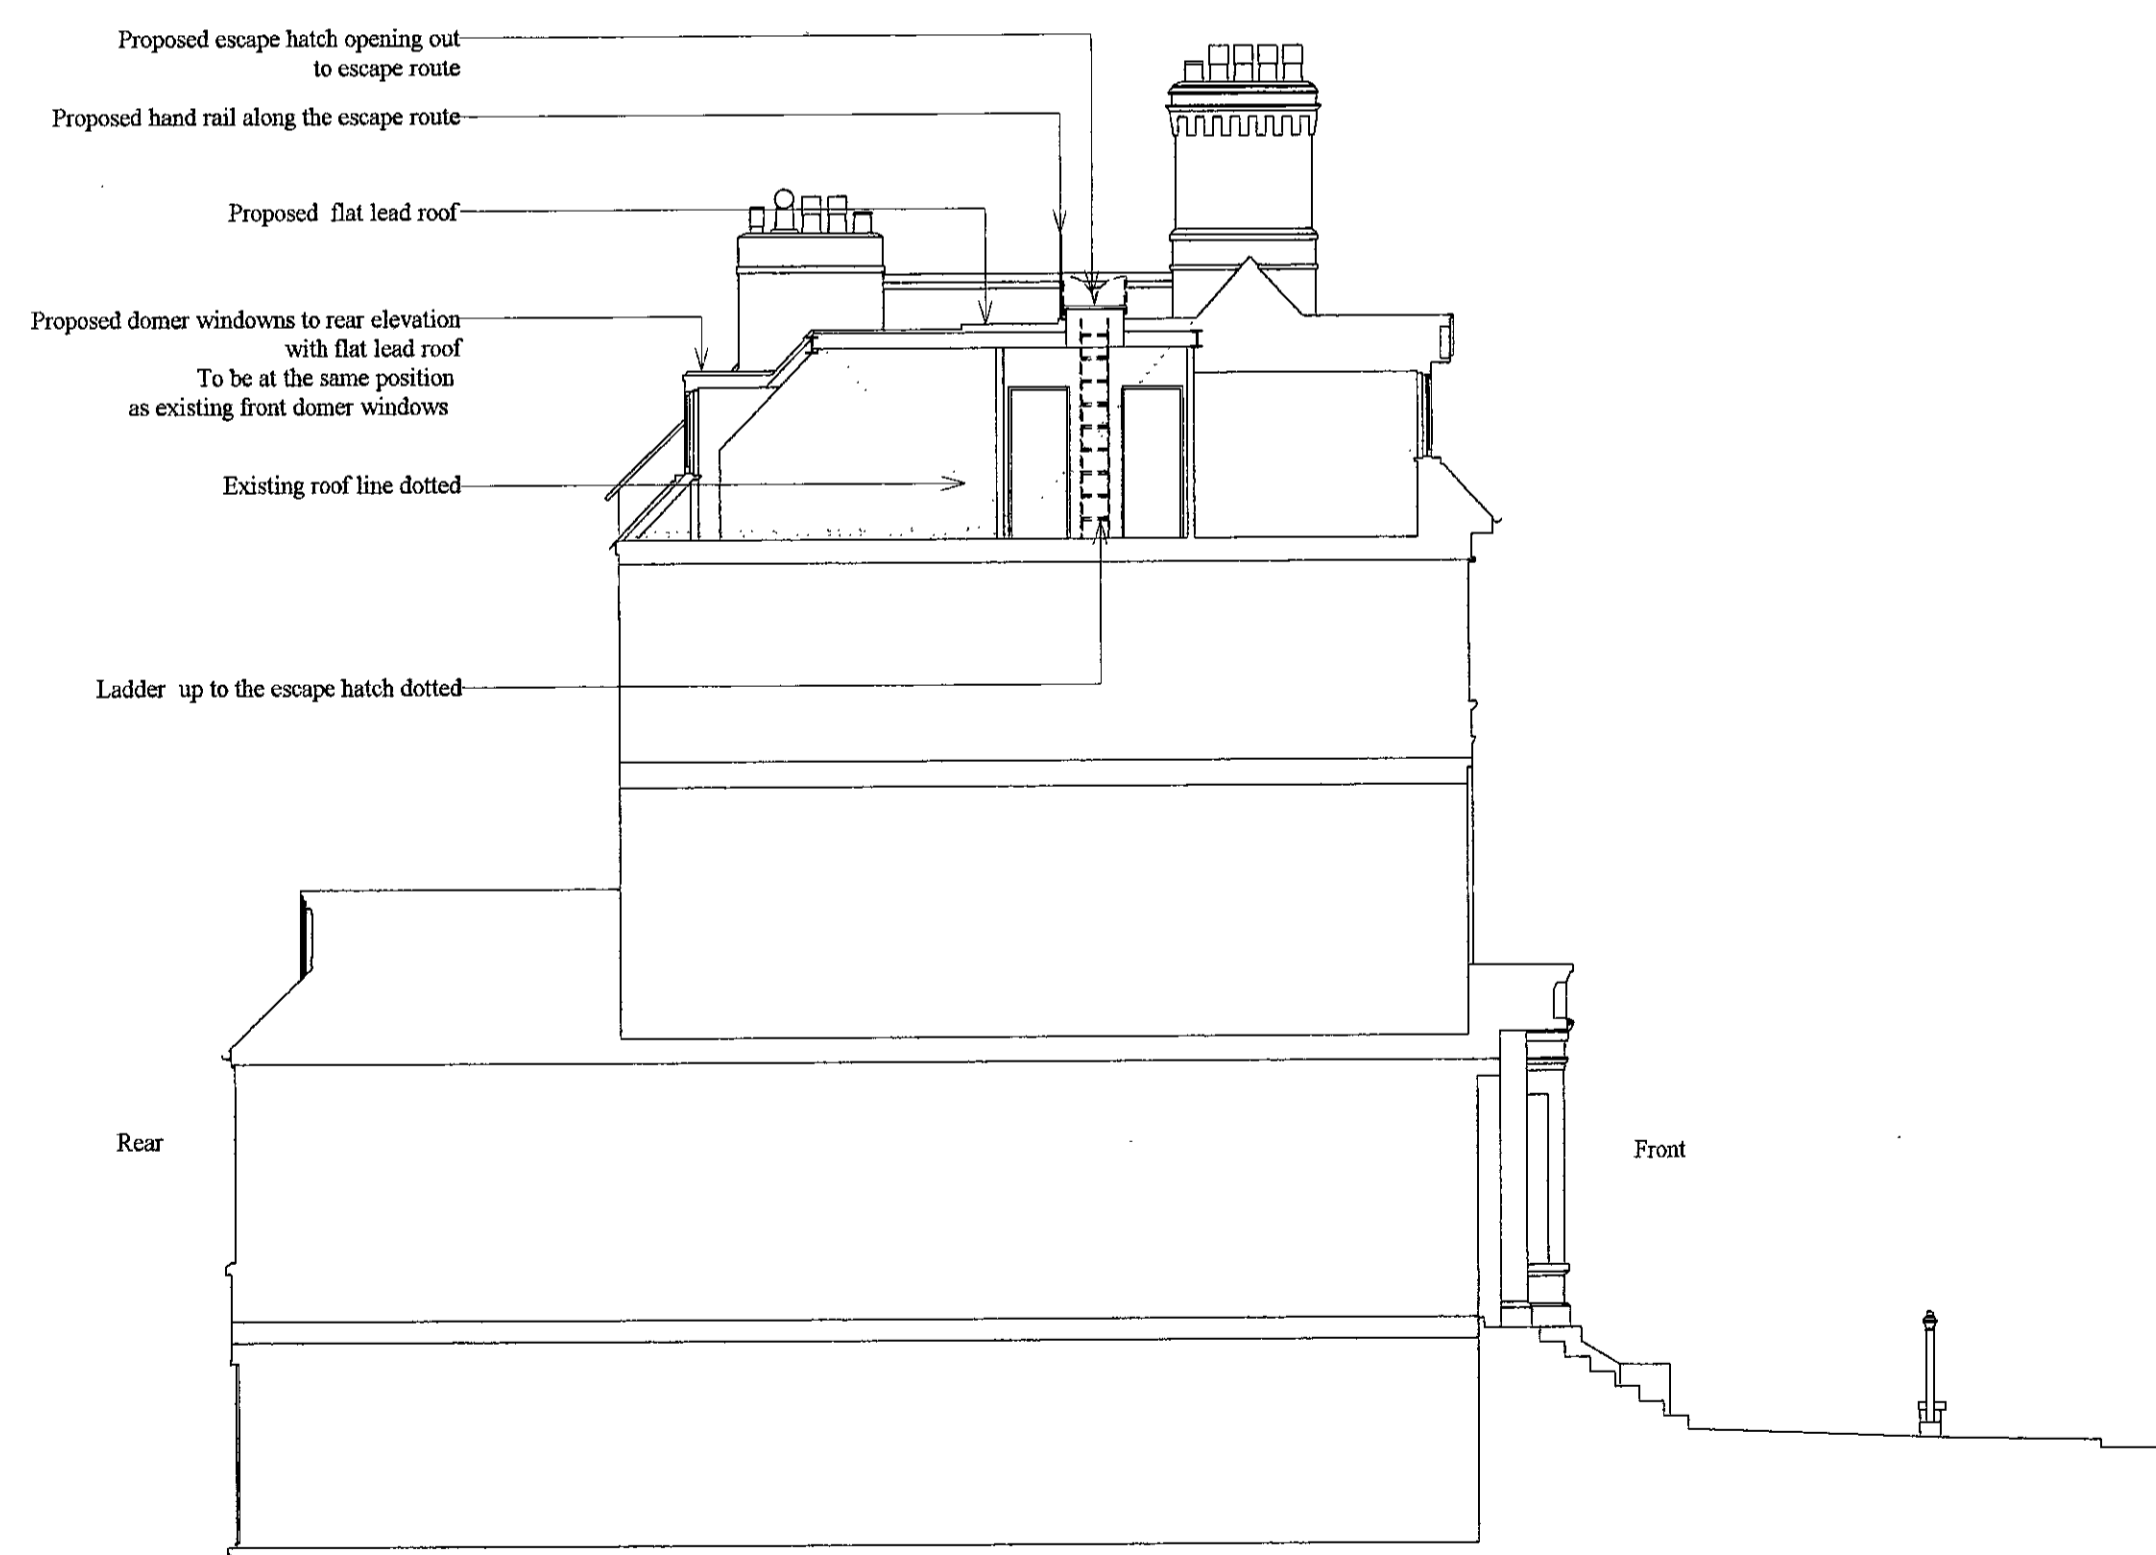 Proposed escape hatch opening out
to escape route
Proposed hand rail along the escape route
Proposed flat lead roof
Proposed domer windowns to rear elevation
with flat lead roof
To be at the same position
as existing front domer windows
Existing roof line dotted
Ladder up to the escape hatch dotted
Rear
Front